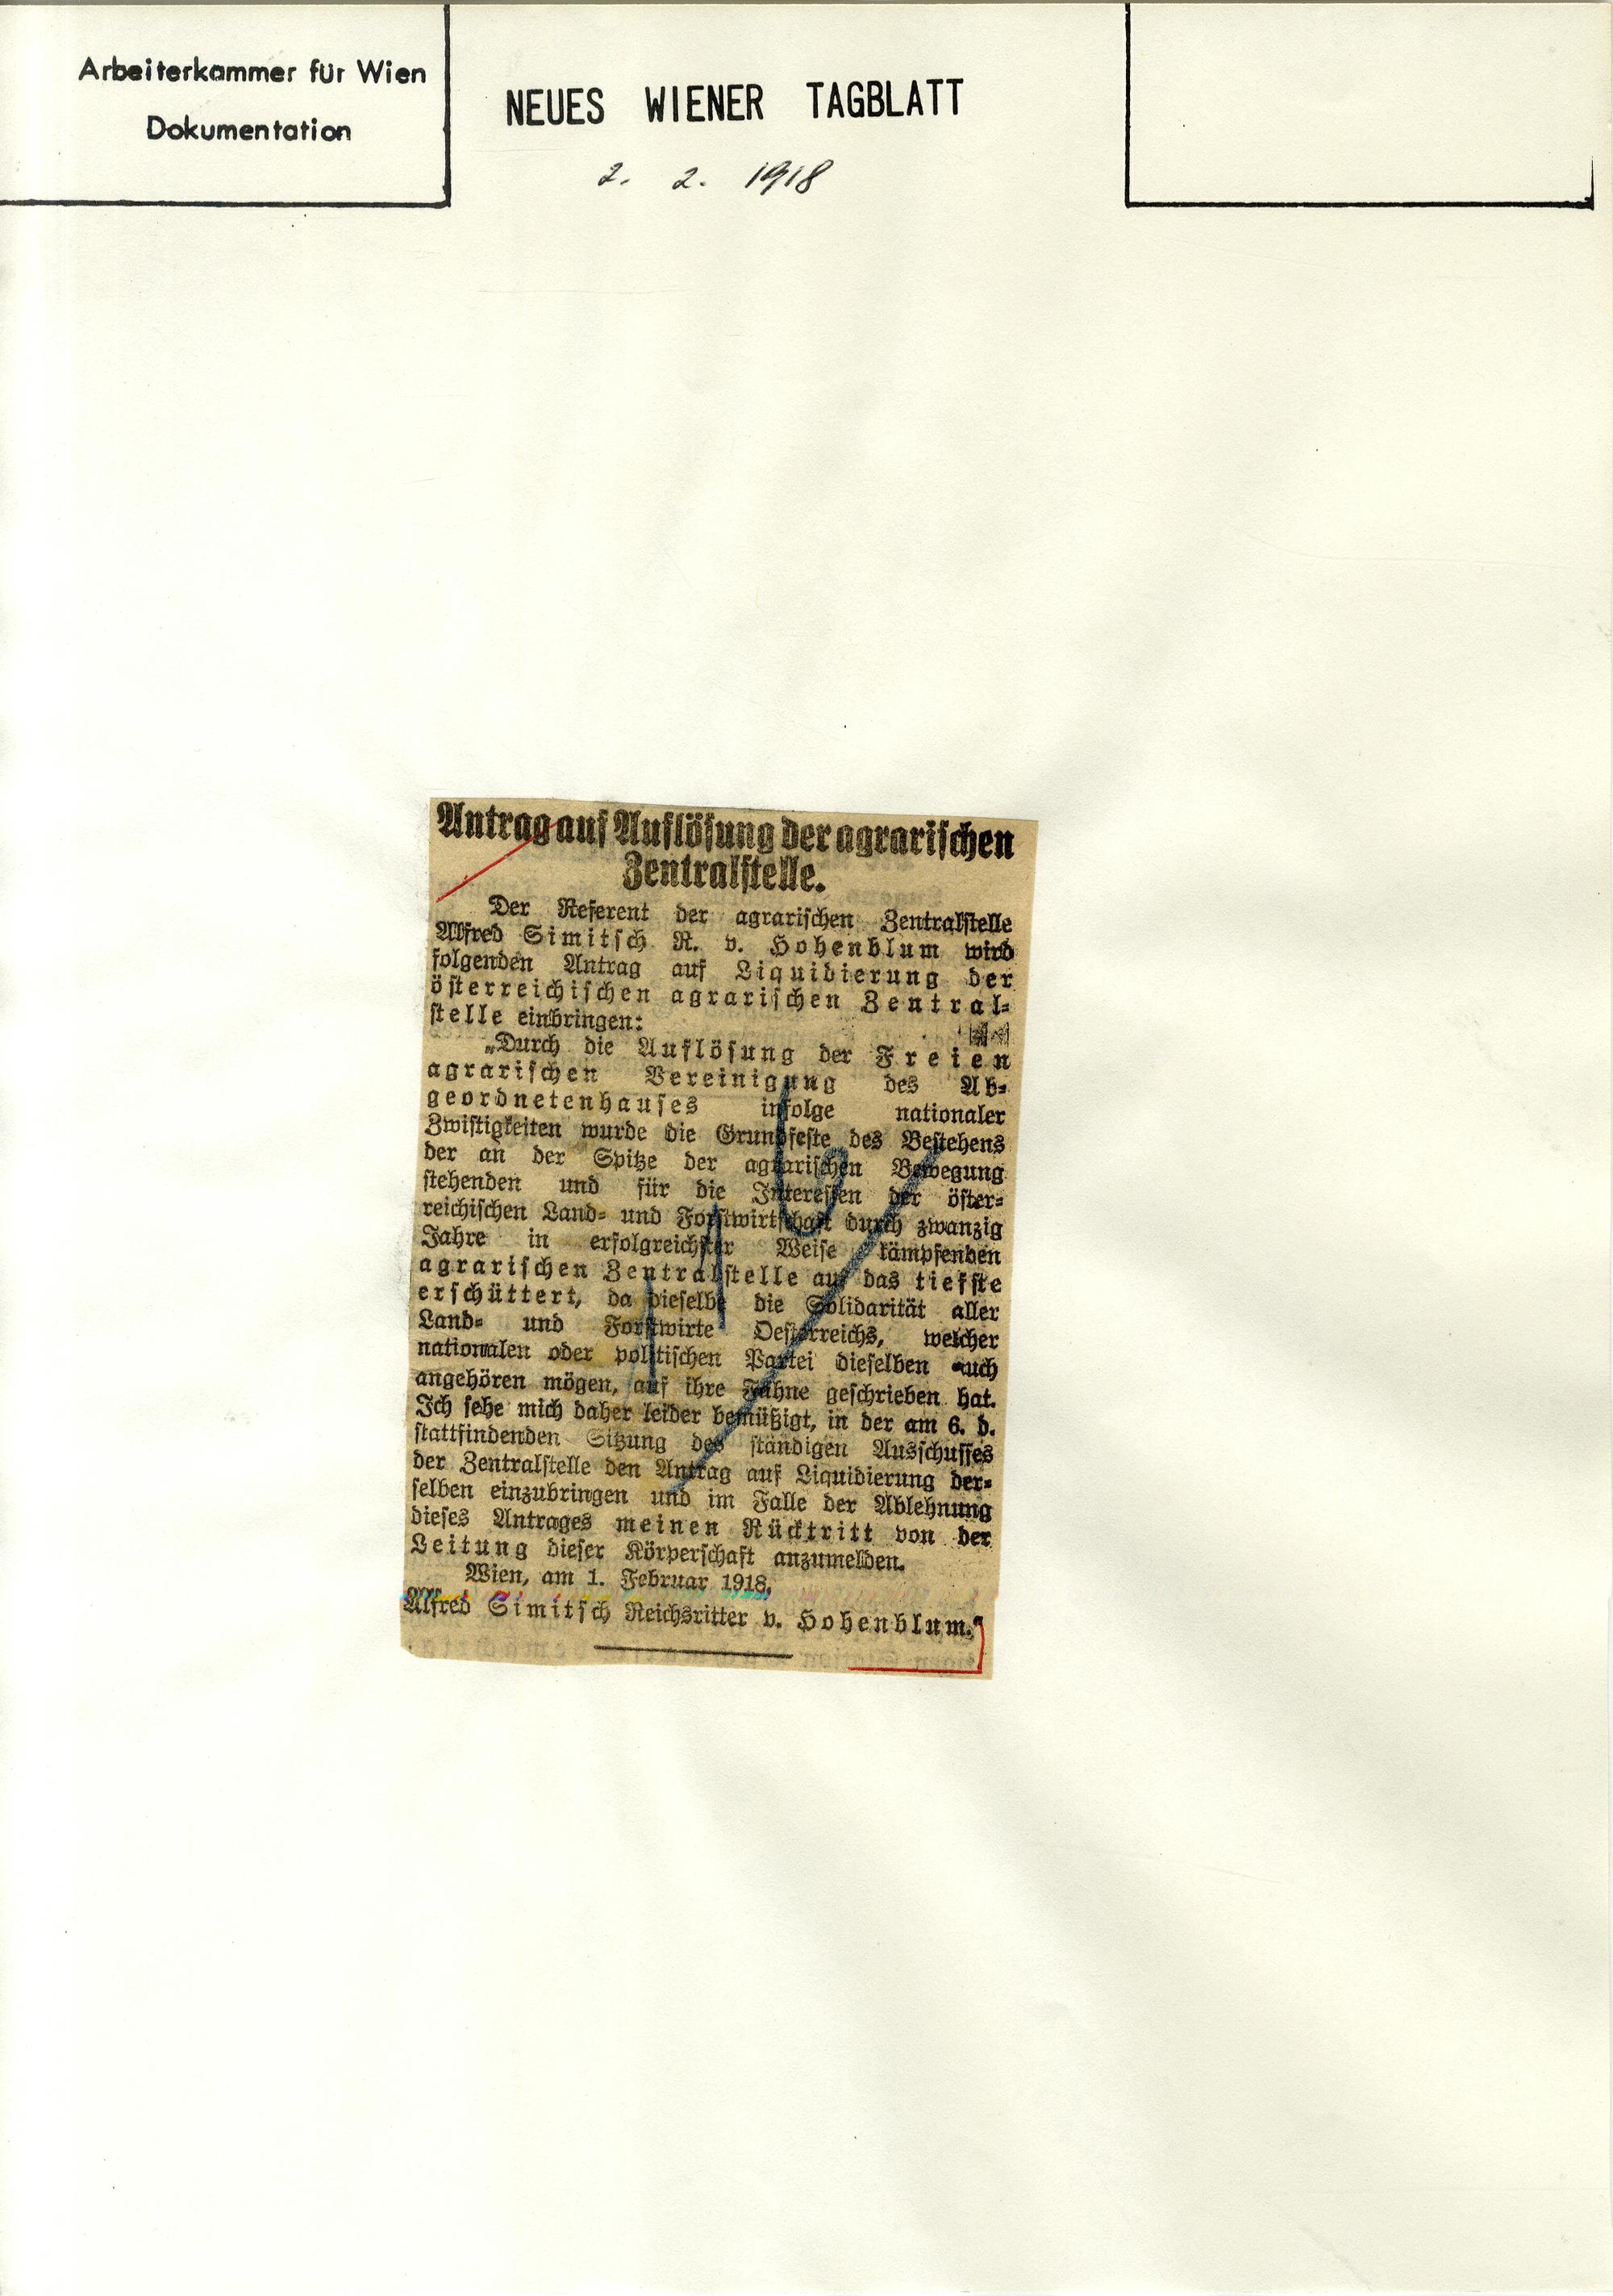 Arbeiterkammer für Wien
Dokumentation
NEUES WIENER TAGBLATT
2. 2. 1918
Antrag auf Auflösung der agrarischen
Zentralstelle.
Der Referent der agrarischen Zentralstelle
Alfred Simitsch R. v. Hohenblum wird
folgenden Antrag auf Liquidierung der
österreichischen agrarischen Zentral-
stelle einbringen:
„Durch die Auflösung der Freien
agrarischen Vereinigung des Ab-
geordnetenhauses infolge nationaler
Zwistigkeiten wurde die Grundfeste des Bestehens
der an der Spitze der agrarischen Bewegung
stehenden und für die Interessen der öster-
reichischen Land- und Forstwirtschaft durch zwanzig
Jahre in erfolgreichster Weise kämpfenden
agrarischen Zentralstelle auf das tiefste
erschüttert, da dieselbe die Solidarität aller
Land- und Forstwirte Oesterreichs, welcher
nationalen oder politischen Partei dieselben auch
angehören mögen, auf ihre Fahne geschrieben hat.
Ich sehe mich daher leider bemüßigt, in der am 6. d.
stattfindenden Sitzung des ständigen Ausschusses
der Zentralstelle den Antrag auf Liquidierung der-
selben einzubringen und im Falle der Ablehnung
dieses Antrages meinen Rücktritt von der
Leitung dieser Körperschaft anzumelden.
Wien, am 1. Februar 1918.
Alfred Simitsch Reichsritter v. Hohenblum."